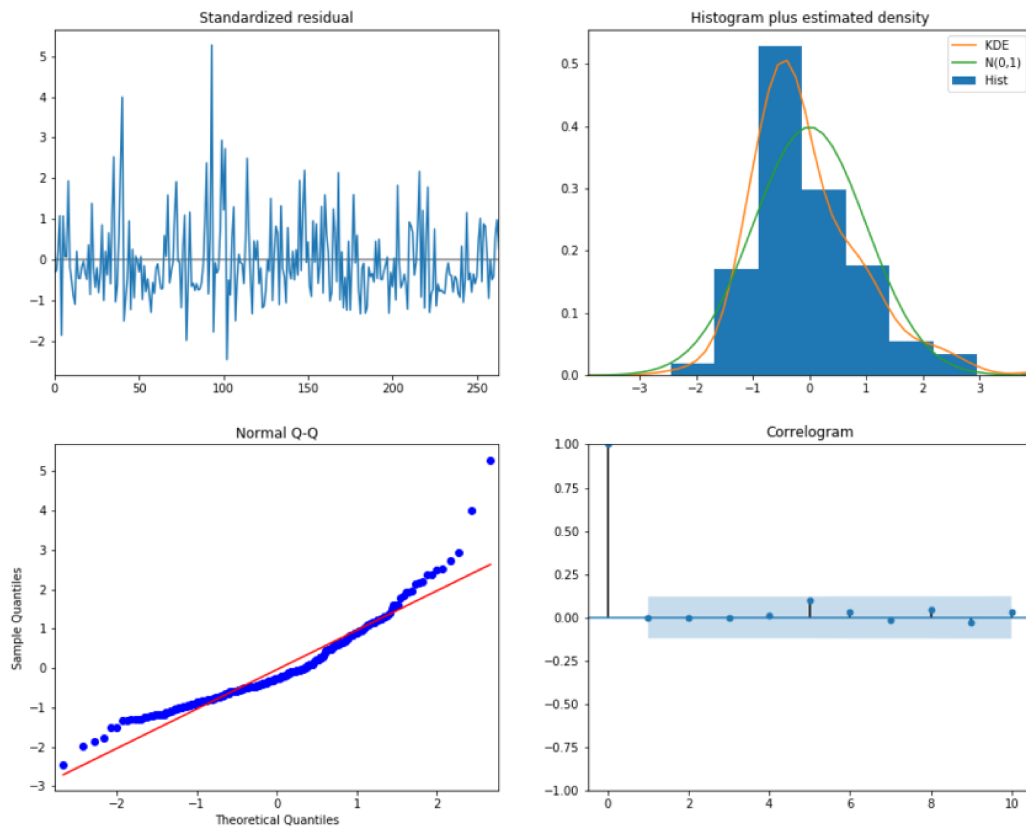 Standardized residual
5
4
3
2
1
0
−1
−2
0 50 100 150 200 250
Histogram plus estimated density
KDE
N(0,1)
Hist
0.5
0.4
0.3
0.2
0.1
0.0
−3 −2 −1 0 1 2 3
Normal Q-Q
Sample Quantiles
5
4
3
2
1
0
−1
−2
−3
−2 −1 0 1 2
Theoretical Quantiles
Correlogram
1.00
0.75
0.50
0.25
0.00
−0.25
−0.50
−0.75
−1.00
0 2 4 6 8 10